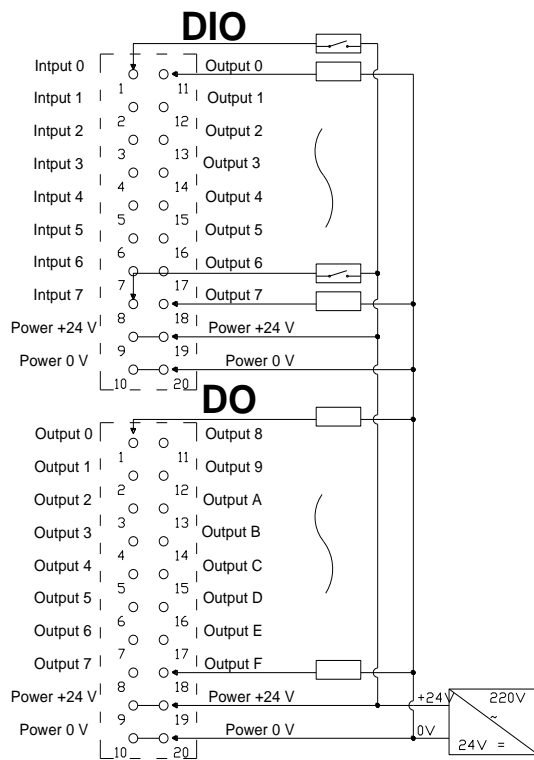 DIO
Intput 0 Output 0
1 11
Intput 1 Output 1
2 12
Intput 2 Output 2
3 13
Intput 3 Output 3
4 14
Intput 4 Output 4
5 15
Intput 5 Output 5
6 16
Intput 6 Output 6
7 17
Intput 7 Output 7
8 18
Power +24 V Power +24 V
9 19
Power 0 V Power 0 V
10 20
DO
Output 0 Output 8
1 11
Output 1 Output 9
2 12
Output 2 Output A
3 13
Output 3 Output B
4 14
Output 4 Output C
5 15
Output 5 Output D
6 16
Output 6 Output E
7 17
Output 7 Output F
8 18
Power +24 V Power +24 V +24V 220V
9 19 ~
Power 0 V Power 0 V 0V 24V =
10 20